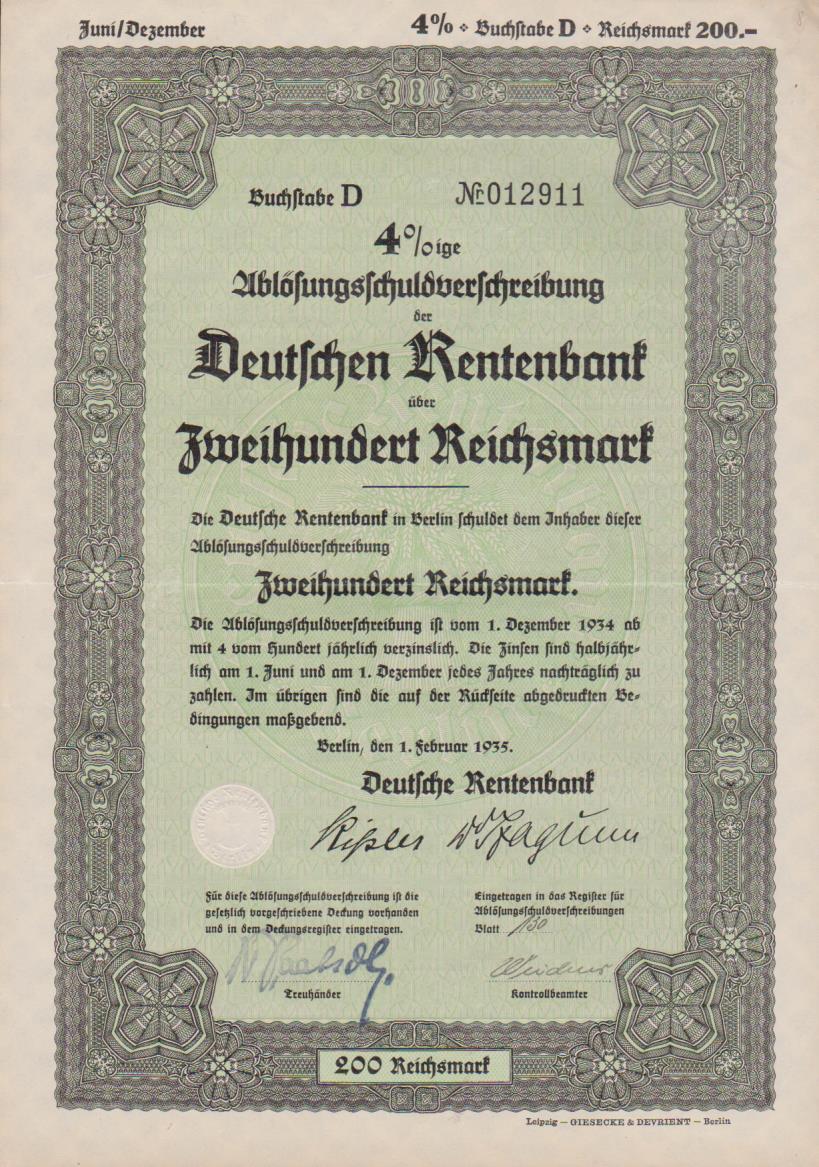 Juni/Dezember
4% ❖ Buchstabe D ❖ Reichsmark 200.–
Buchstabe D № 012911
4%ige
Ablösungsschuldverschreibung
der
Deutschen Rentenbank
über
Zweihundert Reichsmark
Die Deutsche Rentenbank in Berlin schuldet dem Inhaber dieser
Ablösungsschuldverschreibung
Zweihundert Reichsmark.
Die Ablösungsschuldverschreibung ist vom 1. Dezember 1934 ab
mit 4 vom Hundert jährlich verzinslich. Die Zinsen sind halbjähr-
lich am 1. Juni und am 1. Dezember jedes Jahres nachträglich zu
zahlen. Im übrigen sind die auf der Rückseite abgedruckten Be-
dingungen maßgebend.
Berlin, den 1. Februar 1935.
Deutsche Rentenbank
Für diese Ablösungsschuldverschreibung ist die
gesetzlich vorgeschriebene Deckung vorhanden
und in dem Deckungsregister eingetragen.
Treuhänder
Eingetragen in das Register für
Ablösungsschuldverschreibungen
Blatt 130
Kontrollbeamter
200 Reichsmark
Leipzig – GIESECKE & DEVRIENT – Berlin